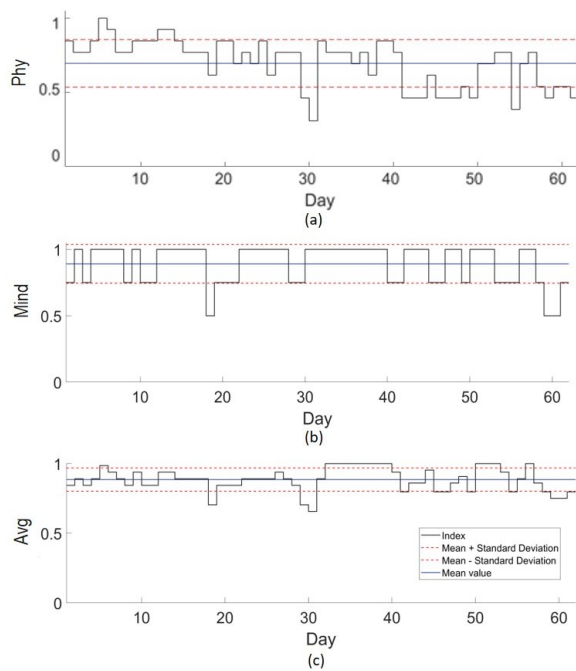 1
0.5
0
Phy
10 20 30 40 50 60
Day
(a)
1
0.5
0
Mind
10 20 30 40 50 60
Day
(b)
1
0.5
0
Avg
Index
Mean + Standard Deviation
Mean - Standard Deviation
Mean value
10 20 30 40 50 60
Day
(c)